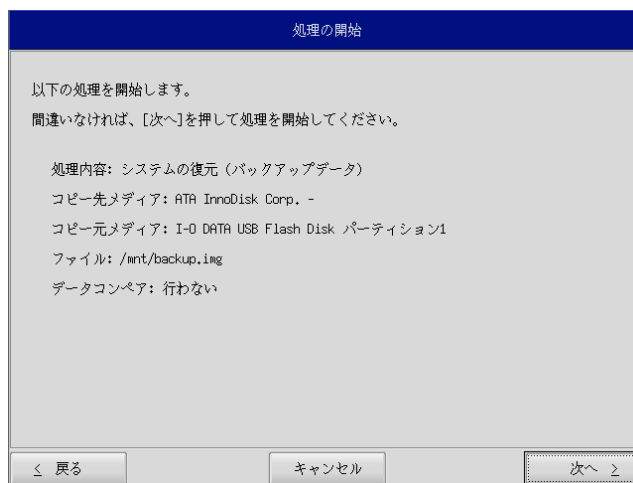 処理の開始
以下の処理を開始します。
間違いなければ、[次へ]を押して処理を開始してください。
処理内容: システムの復元（バックアップデータ）
コピー先メディア: ATA InnoDisk Corp. -
コピー元メディア: I-O DATA USB Flash Disk パーティション1
ファイル: /mnt/backup.img
データコンペア: 行わない
< 戻る
キャンセル
次へ >